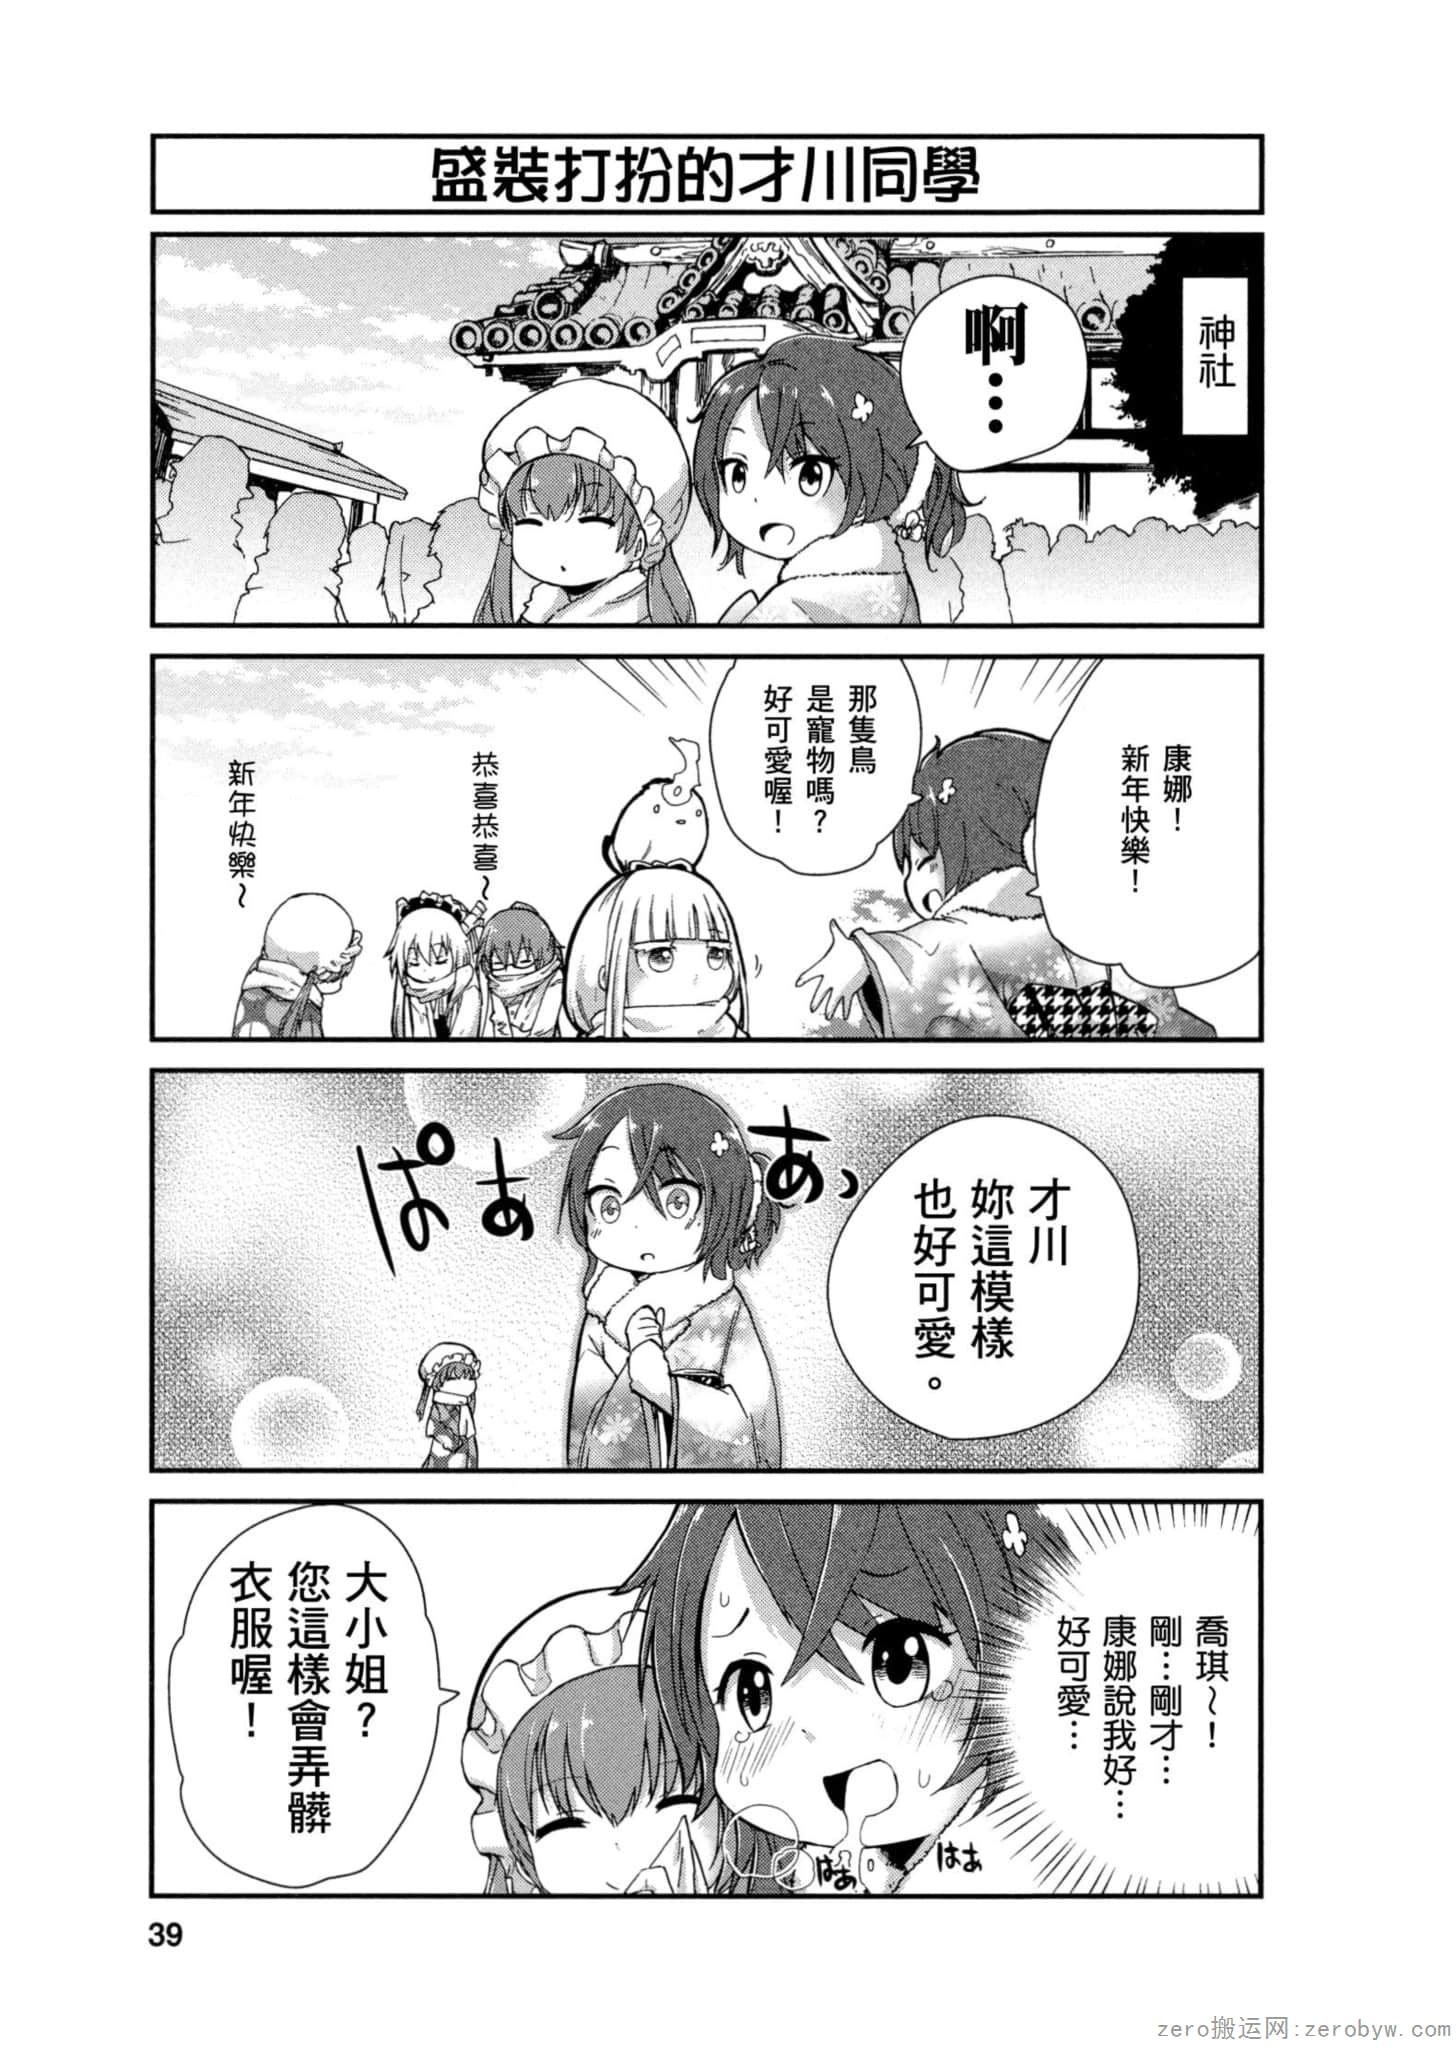 盛裝打扮的才川同學
神社
啊…
康娜！
新年快樂！
那隻鳥
是寵物嗎？
好可愛喔！
恭喜恭喜~
新年快樂~
才川
妳這模樣
也好可愛。
ぱあぁっ
喬琪~！
剛…剛才…
康娜說我好…
好可愛…
はぁ
はぁ
大小姐？
您這樣會弄髒
衣服喔！
39
zero搬运网:zerobyw.com